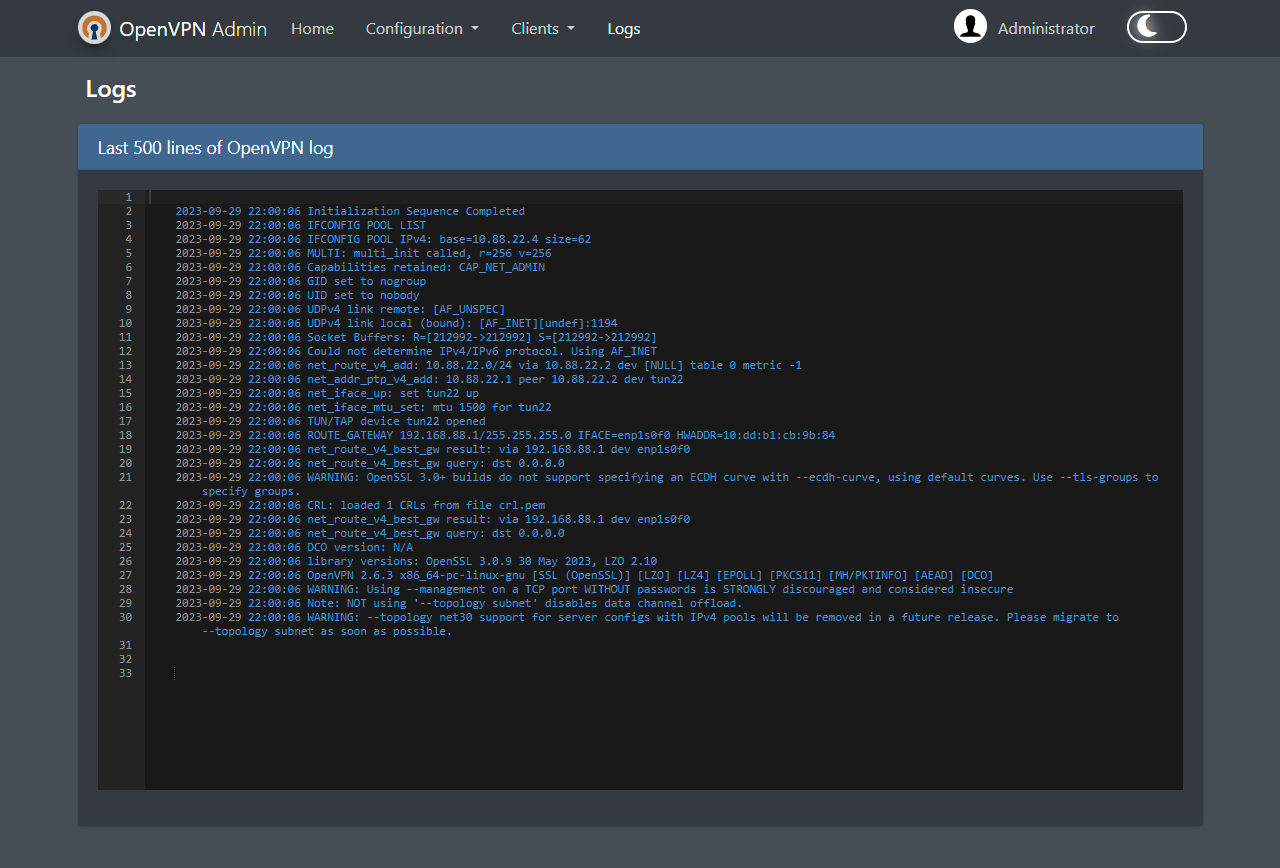 OpenVPN Admin Home Configuration Clients Logs Administrator
Logs
Last 500 lines of OpenVPN log
1
2 2023-09-29 22:00:06 Initialization Sequence Completed
3 2023-09-29 22:00:06 IFCONFIG POOL LIST
4 2023-09-29 22:00:06 IFCONFIG POOL IPv4: base=10.88.22.4 size=62
5 2023-09-29 22:00:06 MULTI: multi_init called, r=256 v=256
6 2023-09-29 22:00:06 Capabilities retained: CAP_NET_ADMIN
7 2023-09-29 22:00:06 GID set to nogroup
8 2023-09-29 22:00:06 UID set to nobody
9 2023-09-29 22:00:06 UDPv4 link remote: [AF_UNSPEC]
10 2023-09-29 22:00:06 UDPv4 link local (bound): [AF_INET][undef]:1194
11 2023-09-29 22:00:06 Socket Buffers: R=[212992->212992] S=[212992->212992]
12 2023-09-29 22:00:06 Could not determine IPv4/IPv6 protocol. Using AF_INET
13 2023-09-29 22:00:06 net_route_v4_add: 10.88.22.0/24 via 10.88.22.2 dev [NULL] table 0 metric -1
14 2023-09-29 22:00:06 net_addr_ptp_v4_add: 10.88.22.1 peer 10.88.22.2 dev tun22
15 2023-09-29 22:00:06 net_iface_up: set tun22 up
16 2023-09-29 22:00:06 net_iface_mtu_set: mtu 1500 for tun22
17 2023-09-29 22:00:06 TUN/TAP device tun22 opened
18 2023-09-29 22:00:06 ROUTE_GATEWAY 192.168.88.1/255.255.255.0 IFACE=enp1s0f0 HWADDR=10:dd:b1:cb:9b:84
19 2023-09-29 22:00:06 net_route_v4_best_gw result: via 192.168.88.1 dev enp1s0f0
20 2023-09-29 22:00:06 net_route_v4_best_gw query: dst 0.0.0.0
21 2023-09-29 22:00:06 WARNING: OpenSSL 3.0+ builds do not support specifying an ECDH curve with --ecdh-curve, using default curves. Use --tls-groups to
specify groups.
22 2023-09-29 22:00:06 CRL: loaded 1 CRLs from file crl.pem
23 2023-09-29 22:00:06 net_route_v4_best_gw result: via 192.168.88.1 dev enp1s0f0
24 2023-09-29 22:00:06 net_route_v4_best_gw query: dst 0.0.0.0
25 2023-09-29 22:00:06 DCO version: N/A
26 2023-09-29 22:00:06 library versions: OpenSSL 3.0.9 30 May 2023, LZO 2.10
27 2023-09-29 22:00:06 OpenVPN 2.6.3 x86_64-pc-linux-gnu [SSL (OpenSSL)] [LZO] [LZ4] [EPOLL] [PKCS11] [MH/PKTINFO] [AEAD] [DCO]
28 2023-09-29 22:00:06 WARNING: Using --management on a TCP port WITHOUT passwords is STRONGLY discouraged and considered insecure
29 2023-09-29 22:00:06 Note: NOT using '--topology subnet' disables data channel offload.
30 2023-09-29 22:00:06 WARNING: --topology net30 support for server configs with IPv4 pools will be removed in a future release. Please migrate to
--topology subnet as soon as possible.
31
32
33